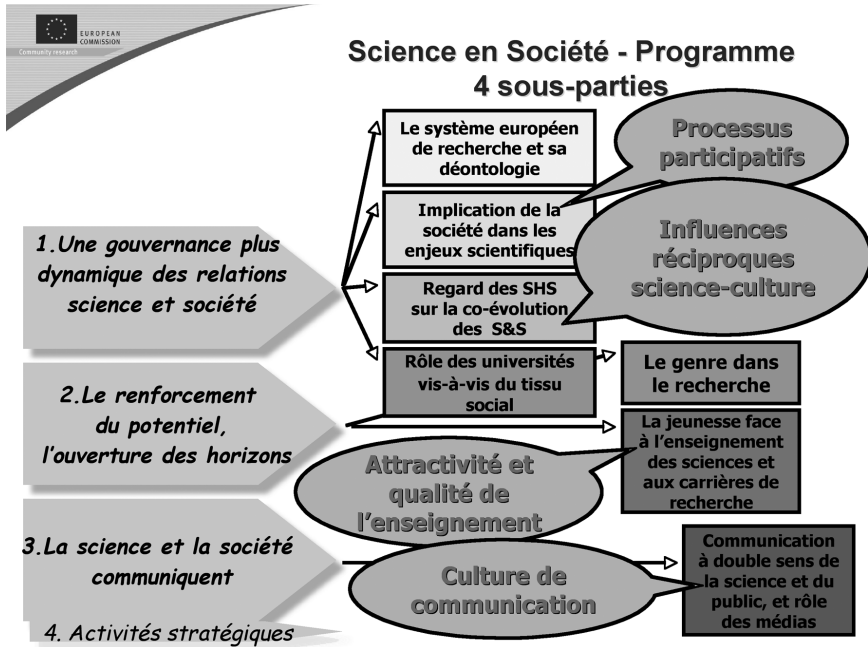 EUROPEAN
COMMISSION
Community research
Science en Société - Programme
4 sous-parties
Le système européen
de recherche et sa
déontologie
Processus
participatifs
Implication de la
société dans les
enjeux scientifiques
Influences
réciproques
science-culture
1.Une gouvernance plus
dynamique des relations
science et société
Regard des SHS
sur la co-évolution
des S&S
Rôle des universités
vis-à-vis du tissu
social
Le genre dans
le recherche
2.Le renforcement
du potentiel,
l'ouverture des horizons
La jeunesse face
à l'enseignement
des sciences et
aux carrières de
recherche
Attractivité et
qualité de
l'enseignement
3.La science et la société
communiquent
Culture de
communication
Communication
à double sens de
la science et du
public, et rôle
des médias
4. Activités stratégiques